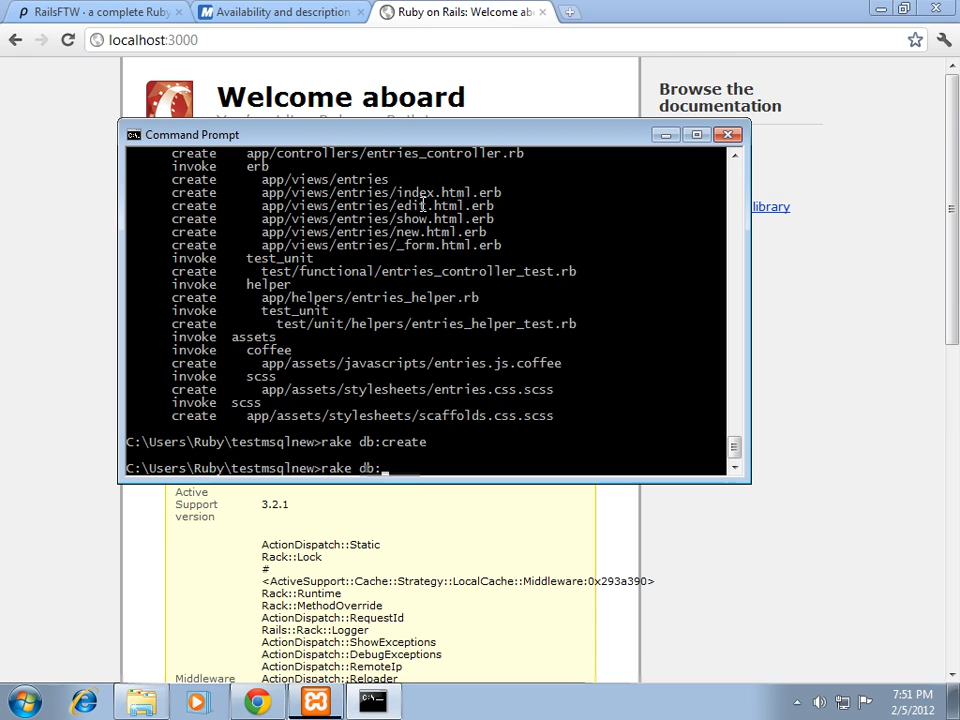 RailsFTW · a complete Ruby
Availability and description
Ruby on Rails: Welcome abo
localhost:3000
Welcome aboard
Browse the
documentation
library
Command Prompt
create app/controllers/entries_controller.rb
invoke erb
create app/views/entries
create app/views/entries/index.html.erb
create app/views/entries/edit.html.erb
create app/views/entries/show.html.erb
create app/views/entries/new.html.erb
create app/views/entries/_form.html.erb
invoke test_unit
create test/functional/entries_controller_test.rb
invoke helper
create app/helpers/entries_helper.rb
invoke test_unit
create test/unit/helpers/entries_helper_test.rb
invoke assets
invoke coffee
create app/assets/javascripts/entries.js.coffee
invoke scss
create app/assets/stylesheets/entries.css.scss
invoke scss
create app/assets/stylesheets/scaffolds.css.scss
C:\Users\Ruby\testmsqlnew>rake db:create
C:\Users\Ruby\testmsqlnew>rake db:_
Active
Support
version
3.2.1
ActionDispatch::Static
Rack::Lock
#
<ActiveSupport::Cache::Strategy::LocalCache::Middleware:0x293a390>
Rack::Runtime
Rack::MethodOverride
ActionDispatch::RequestId
Rails::Rack::Logger
ActionDispatch::ShowExceptions
ActionDispatch::DebugExceptions
ActionDispatch::RemoteIp
Middleware
ActionDispatch::Reloader
7:51 PM
2/5/2012